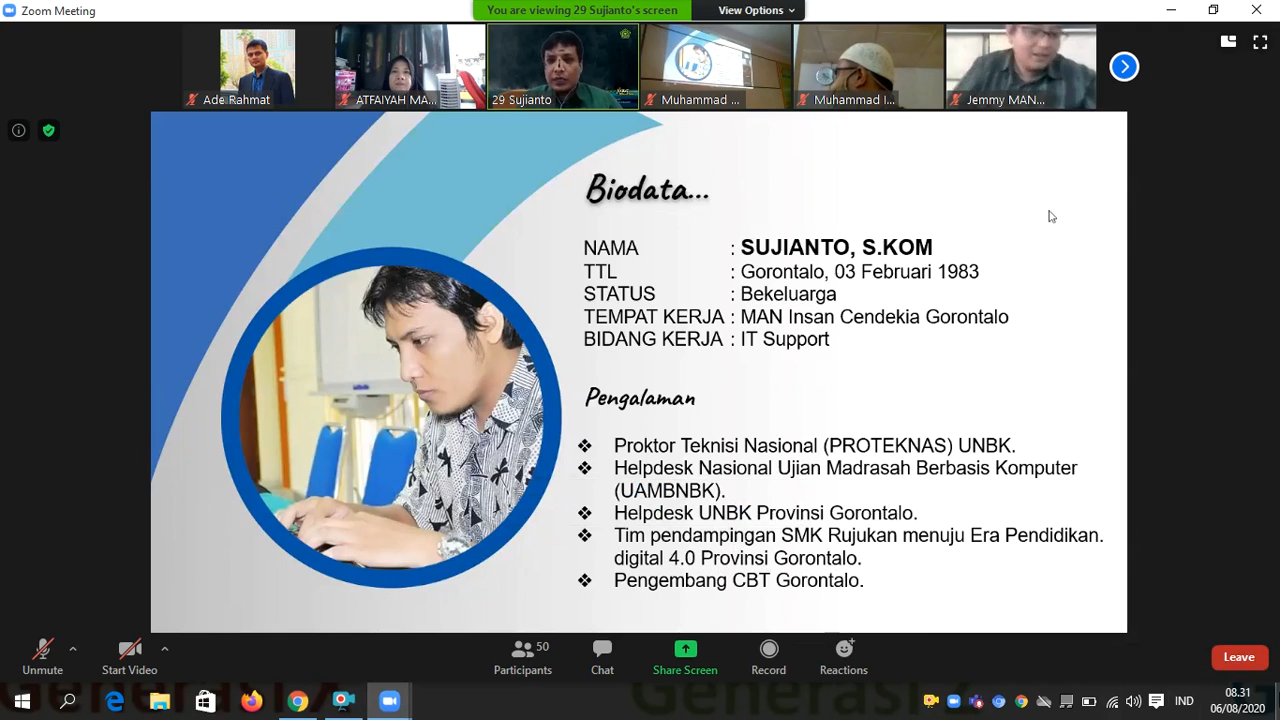 Zoom Meeting
You are viewing 29 Sujianto's screen
View Options
Ade Rahmat
ATFAIYAH MA...
29 Sujianto
Muhammad ...
Muhammad I...
Jemmy MAN...
Biodata...
NAMA : SUJIANTO, S.KOM
TTL : Gorontalo, 03 Februari 1983
STATUS : Bekeluarga
TEMPAT KERJA : MAN Insan Cendekia Gorontalo
BIDANG KERJA : IT Support
Pengalaman
❖ Proktor Teknisi Nasional (PROTEKNAS) UNBK.
❖ Helpdesk Nasional Ujian Madrasah Berbasis Komputer
(UAMBNBK).
❖ Helpdesk UNBK Provinsi Gorontalo.
❖ Tim pendampingan SMK Rujukan menuju Era Pendidikan.
digital 4.0 Provinsi Gorontalo.
❖ Pengembang CBT Gorontalo.
Unmute
Start Video
50
Participants
Chat
Share Screen
Record
Reactions
Leave
IND
08.31
06/08/2020